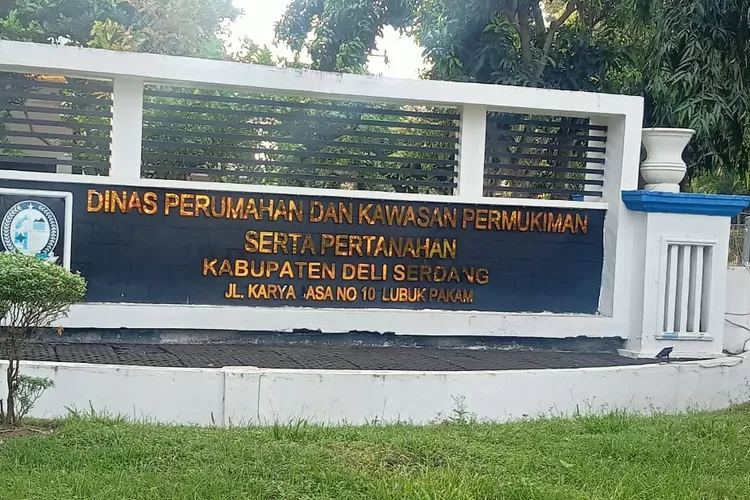 DINAS PERUMAHAN DAN KAWASAN PERMUKIMAN
SERTA PERTANAHAN
KABUPATEN DELI SERDANG
JL. KARYA ASA NO 10 LUBUK PAKAM